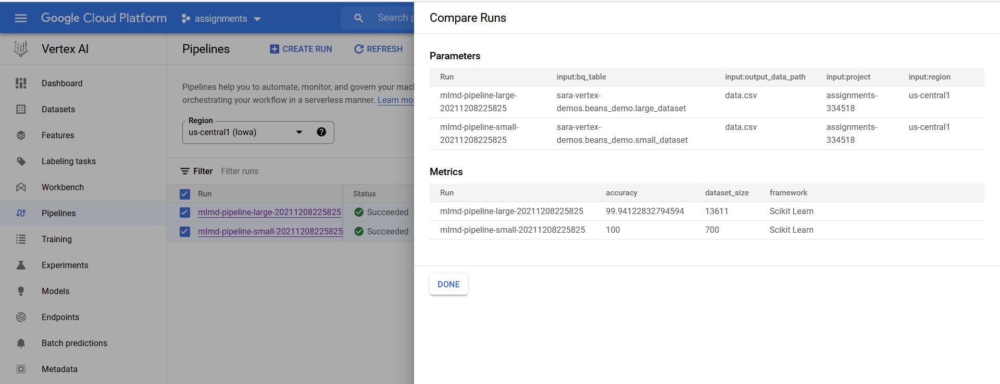 Google Cloud Platform
assignments
Search p
Vertex AI
Dashboard
Datasets
Features
Labeling tasks
Workbench
Pipelines
Training
Experiments
Models
Endpoints
Batch predictions
Metadata
Pipelines
CREATE RUN
REFRESH
Pipelines help you to automate, monitor, and govern your mac
orchestrating your workflow in a serverless manner. Learn mo
Region
us-central1 (Iowa)
Filter Filter runs
Run Status
mlmd-pipeline-large-20211208225825 Succeeded
mlmd-pipeline-small-20211208225825 Succeeded
Compare Runs
Parameters
Run input:bq_table input:output_data_path input:project input:region
mlmd-pipeline-large- sara-vertex- data.csv assignments- us-central1
20211208225825 demos.beans_demo.large_dataset 334518
mlmd-pipeline-small- sara-vertex- data.csv assignments- us-central1
20211208225825 demos.beans_demo.small_dataset 334518
Metrics
Run accuracy dataset_size framework
mlmd-pipeline-large-20211208225825 99.94122832794594 13611 Scikit Learn
mlmd-pipeline-small-20211208225825 100 700 Scikit Learn
DONE